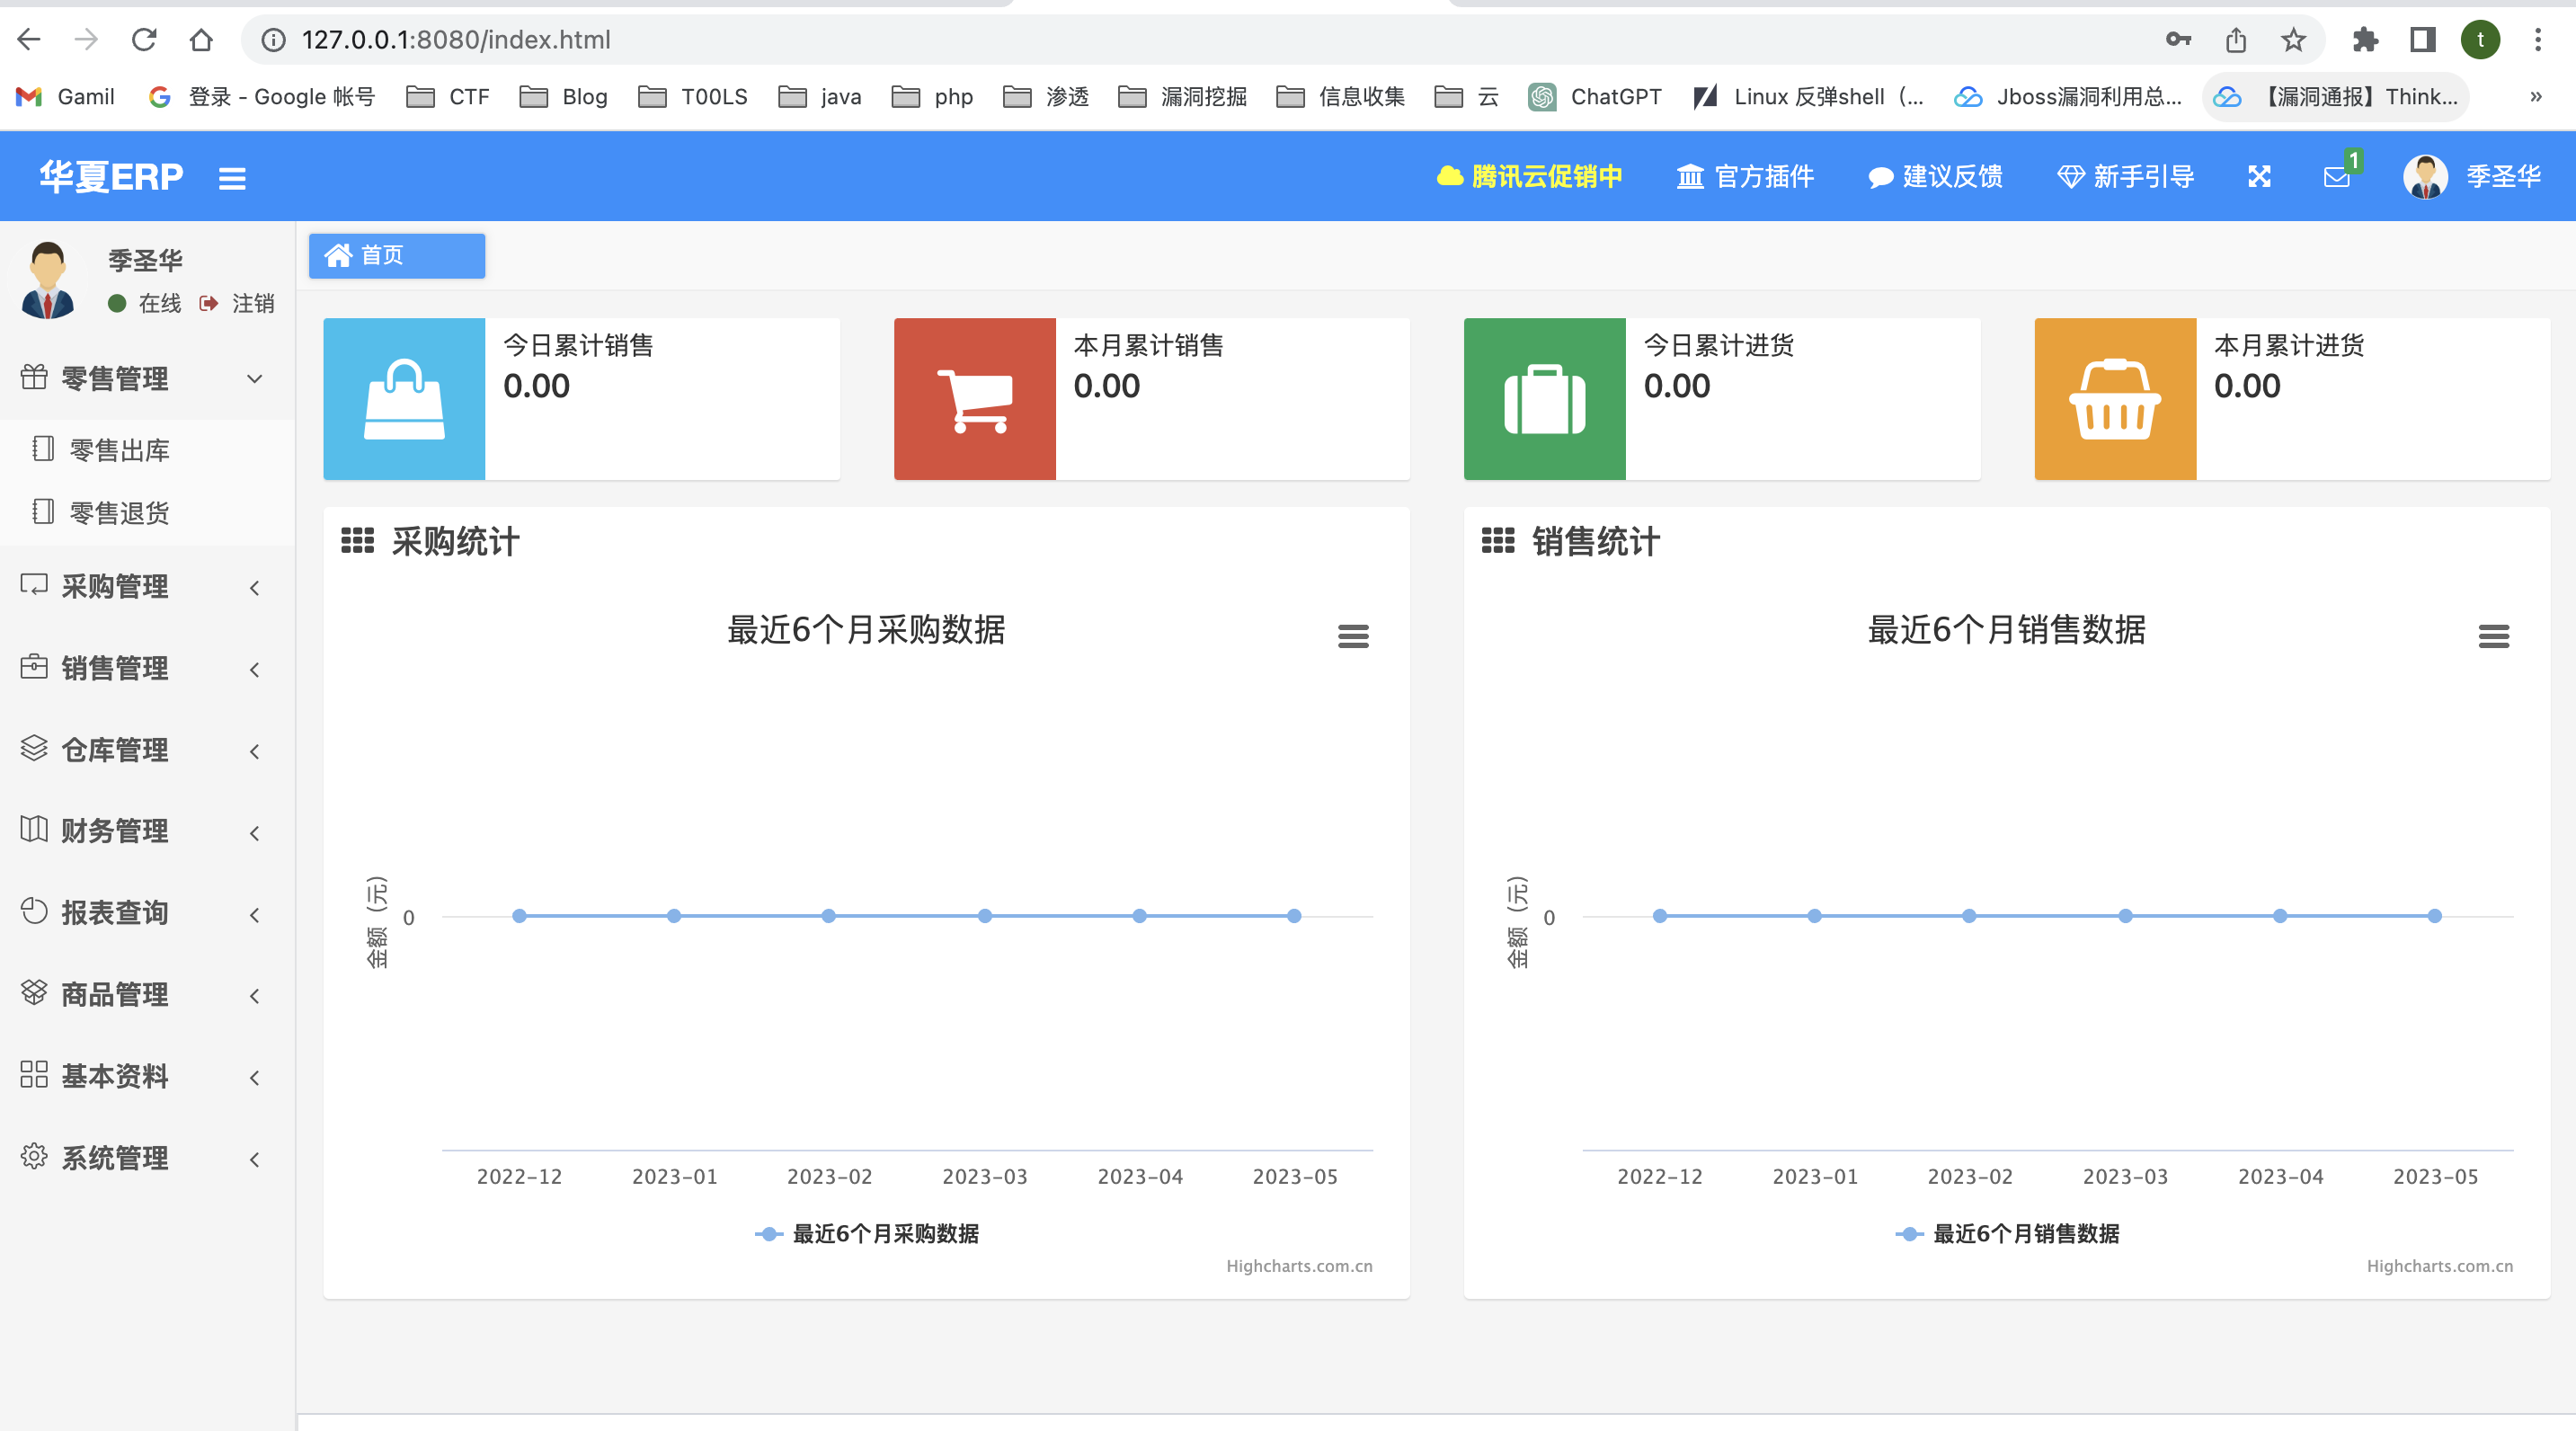 127.0.0.1:8080/index.html
t
Gamil
登录 - Google 帐号
CTF
Blog
T00LS
java
php
渗透
漏洞挖掘
信息收集
云
ChatGPT
Linux 反弹shell（...
Jboss漏洞利用总...
【漏洞通报】Think...
»
华夏ERP
腾讯云促销中
官方插件
建议反馈
新手引导
1
季圣华
季圣华
在线
注销
首页
零售管理
零售出库
零售退货
采购管理
销售管理
仓库管理
财务管理
报表查询
商品管理
基本资料
系统管理
今日累计销售
0.00
本月累计销售
0.00
今日累计进货
0.00
本月累计进货
0.00
采购统计
最近6个月采购数据
金额（元）
0
2022-12
2023-01
2023-02
2023-03
2023-04
2023-05
最近6个月采购数据
Highcharts.com.cn
销售统计
最近6个月销售数据
金额（元）
0
2022-12
2023-01
2023-02
2023-03
2023-04
2023-05
最近6个月销售数据
Highcharts.com.cn